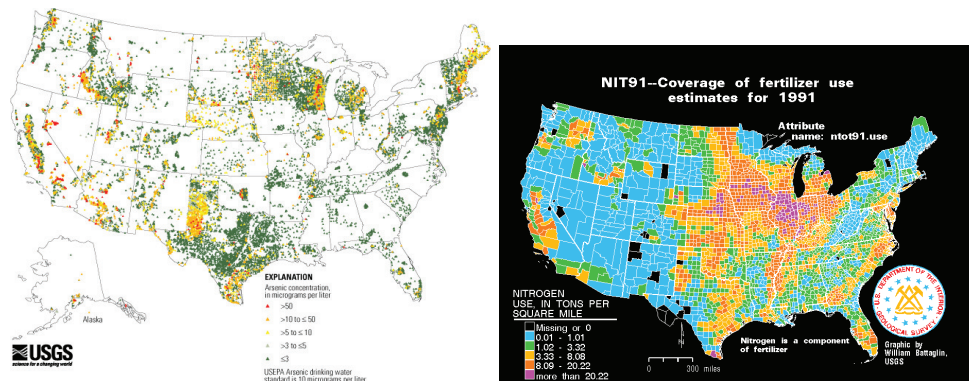 EXPLANATION
Arsenic concentration,
in micrograms per liter
>50
>10 to ≤ 50
>5 to ≤ 10
>3 to ≤5
≤3
USEPA Arsenic drinking water
standard is 10 micrograms per liter
Alaska
USGS
science for a changing world
NIT91--Coverage of fertilizer use
estimates for 1991
Attribute
name: ntot91.use
NITROGEN
USE, IN TONS PER
SQUARE MILE
Missing or 0
0.01 - 1.01
1.02 - 3.32
3.33 - 8.08
8.09 - 20.22
more than 20.22
0 300 miles
Nitrogen is a component
of fertilizer
U.S. DEPARTMENT OF THE INTERIOR
GEOLOGICAL SURVEY
Graphic by
William Battaglin,
USGS